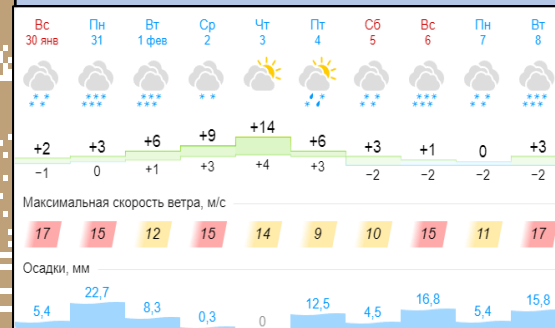 Вс Пн Вт Ср Чт Пт Сб Вс Пн Вт
30 янв 31 1 фев 2 3 4 5 6 7 8
+2 +3 +6 +9 +14 +6 +3 +1 0 +3
−1 0 +1 +3 +4 +3 −2 −2 −2 −2
Максимальная скорость ветра, м/с
17 15 12 15 14 9 10 15 11 17
Осадки, мм
5,4 22,7 8,3 0,3 0 12,5 4,5 16,8 5,4 15,8